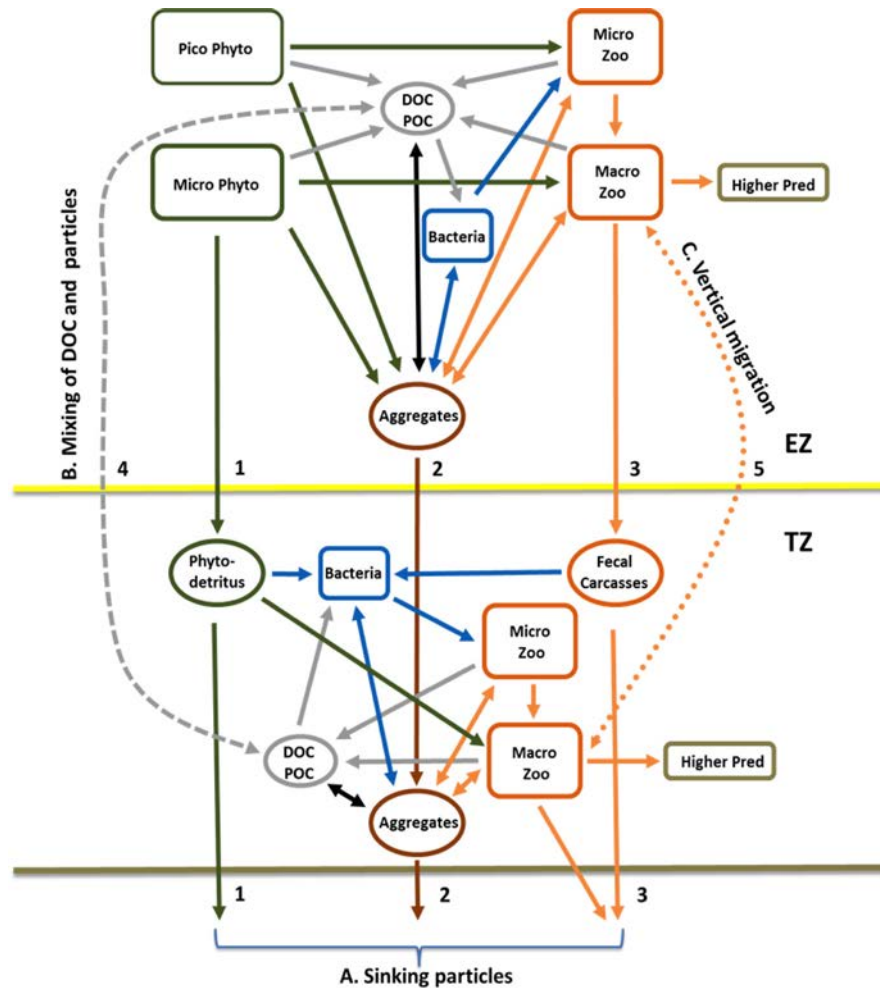 Pico Phyto
Micro
Zoo
DOC
POC
Micro Phyto
Macro
Zoo
Higher Pred
Bacteria
B. Mixing of DOC and particles
C. Vertical migration
Aggregates
EZ
4
1
2
3
5
TZ
Phyto-
detritus
Bacteria
Fecal
Carcasses
Micro
Zoo
DOC
POC
Macro
Zoo
Higher Pred
Aggregates
1
2
3
A. Sinking particles